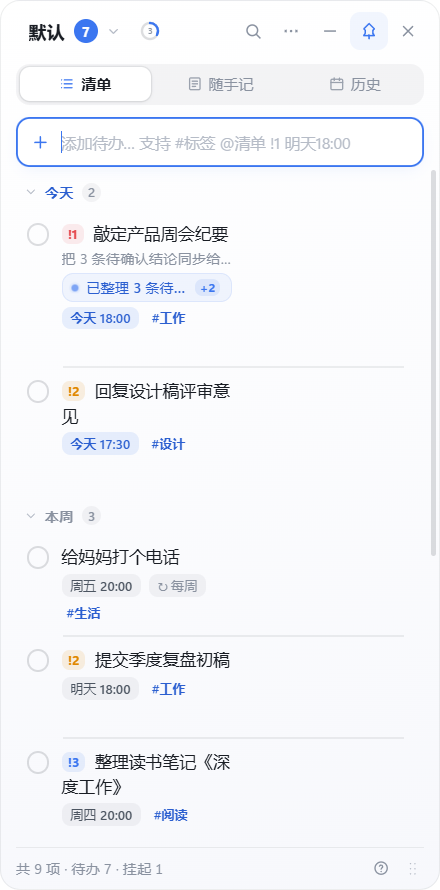 默认 7 3
清单 随手记 历史
添加待办... 支持 #标签 @清单 !1 明天18:00
今天 2
!1 敲定产品周会纪要
把 3 条待确认结论同步给...
已整理 3 条待... +2
今天 18:00 #工作
!2 回复设计稿评审意
见
今天 17:30 #设计
本周 3
给妈妈打个电话
周五 20:00 每周
#生活
!2 提交季度复盘初稿
明天 18:00 #工作
!3 整理读书笔记《深
度工作》
周四 20:00 #阅读
共 9 项 · 待办 7 · 挂起 1